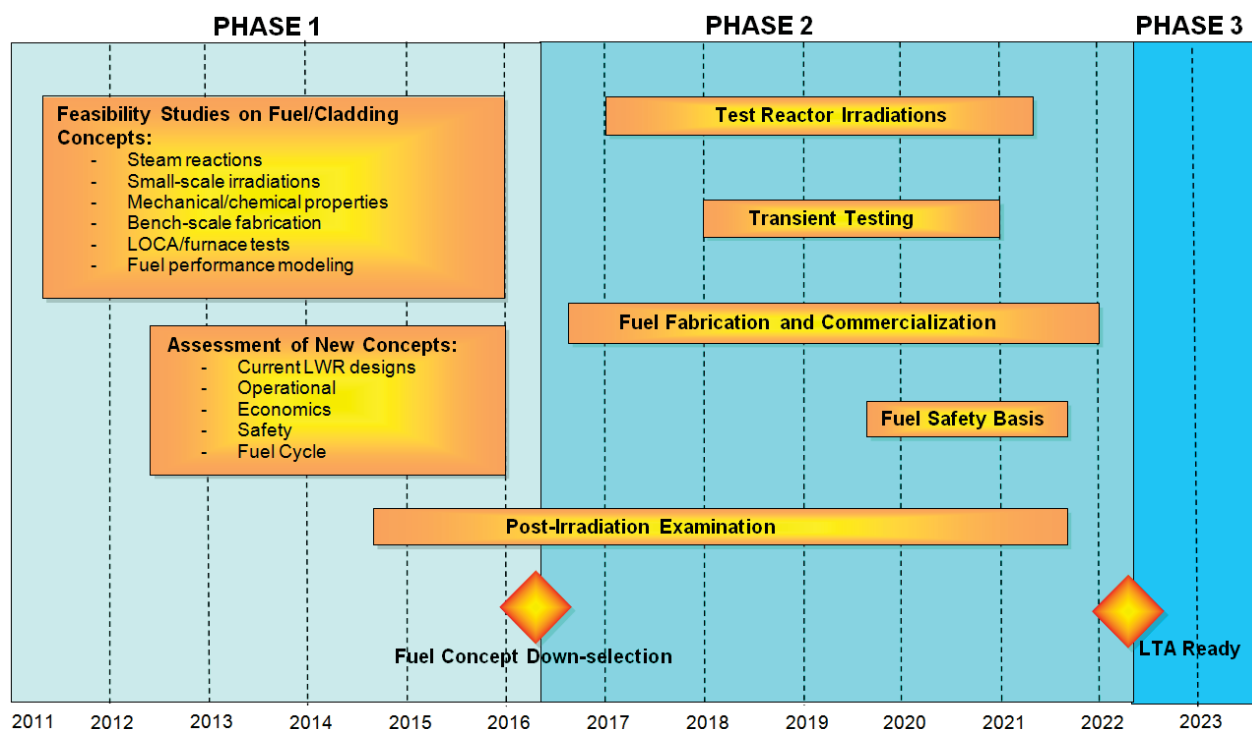 PHASE 1
PHASE 2
PHASE 3
Feasibility Studies on Fuel/Cladding
Concepts:
- Steam reactions
- Small-scale irradiations
- Mechanical/chemical properties
- Bench-scale fabrication
- LOCA/furnace tests
- Fuel performance modeling
Test Reactor Irradiations
Transient Testing
Fuel Fabrication and Commercialization
Assessment of New Concepts:
- Current LWR designs
- Operational
- Economics
- Safety
- Fuel Cycle
Fuel Safety Basis
Post-Irradiation Examination
Fuel Concept Down-selection
LTA Ready
2011 2012 2013 2014 2015 2016 2017 2018 2019 2020 2021 2022 2023